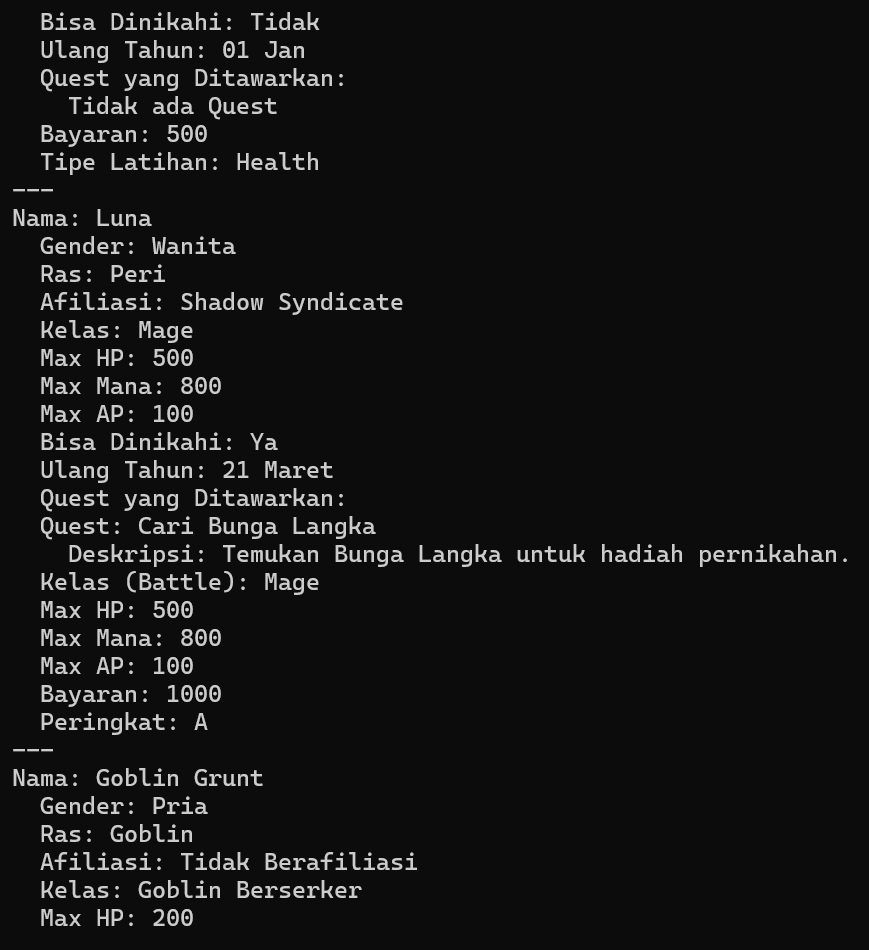 Bisa Dinikahi: Tidak
Ulang Tahun: 01 Jan
Quest yang Ditawarkan:
Tidak ada Quest
Bayaran: 500
Tipe Latihan: Health
---
Nama: Luna
Gender: Wanita
Ras: Peri
Afiliasi: Shadow Syndicate
Kelas: Mage
Max HP: 500
Max Mana: 800
Max AP: 100
Bisa Dinikahi: Ya
Ulang Tahun: 21 Maret
Quest yang Ditawarkan:
Quest: Cari Bunga Langka
Deskripsi: Temukan Bunga Langka untuk hadiah pernikahan.
Kelas (Battle): Mage
Max HP: 500
Max Mana: 800
Max AP: 100
Bayaran: 1000
Peringkat: A
---
Nama: Goblin Grunt
Gender: Pria
Ras: Goblin
Afiliasi: Tidak Berafiliasi
Kelas: Goblin Berserker
Max HP: 200